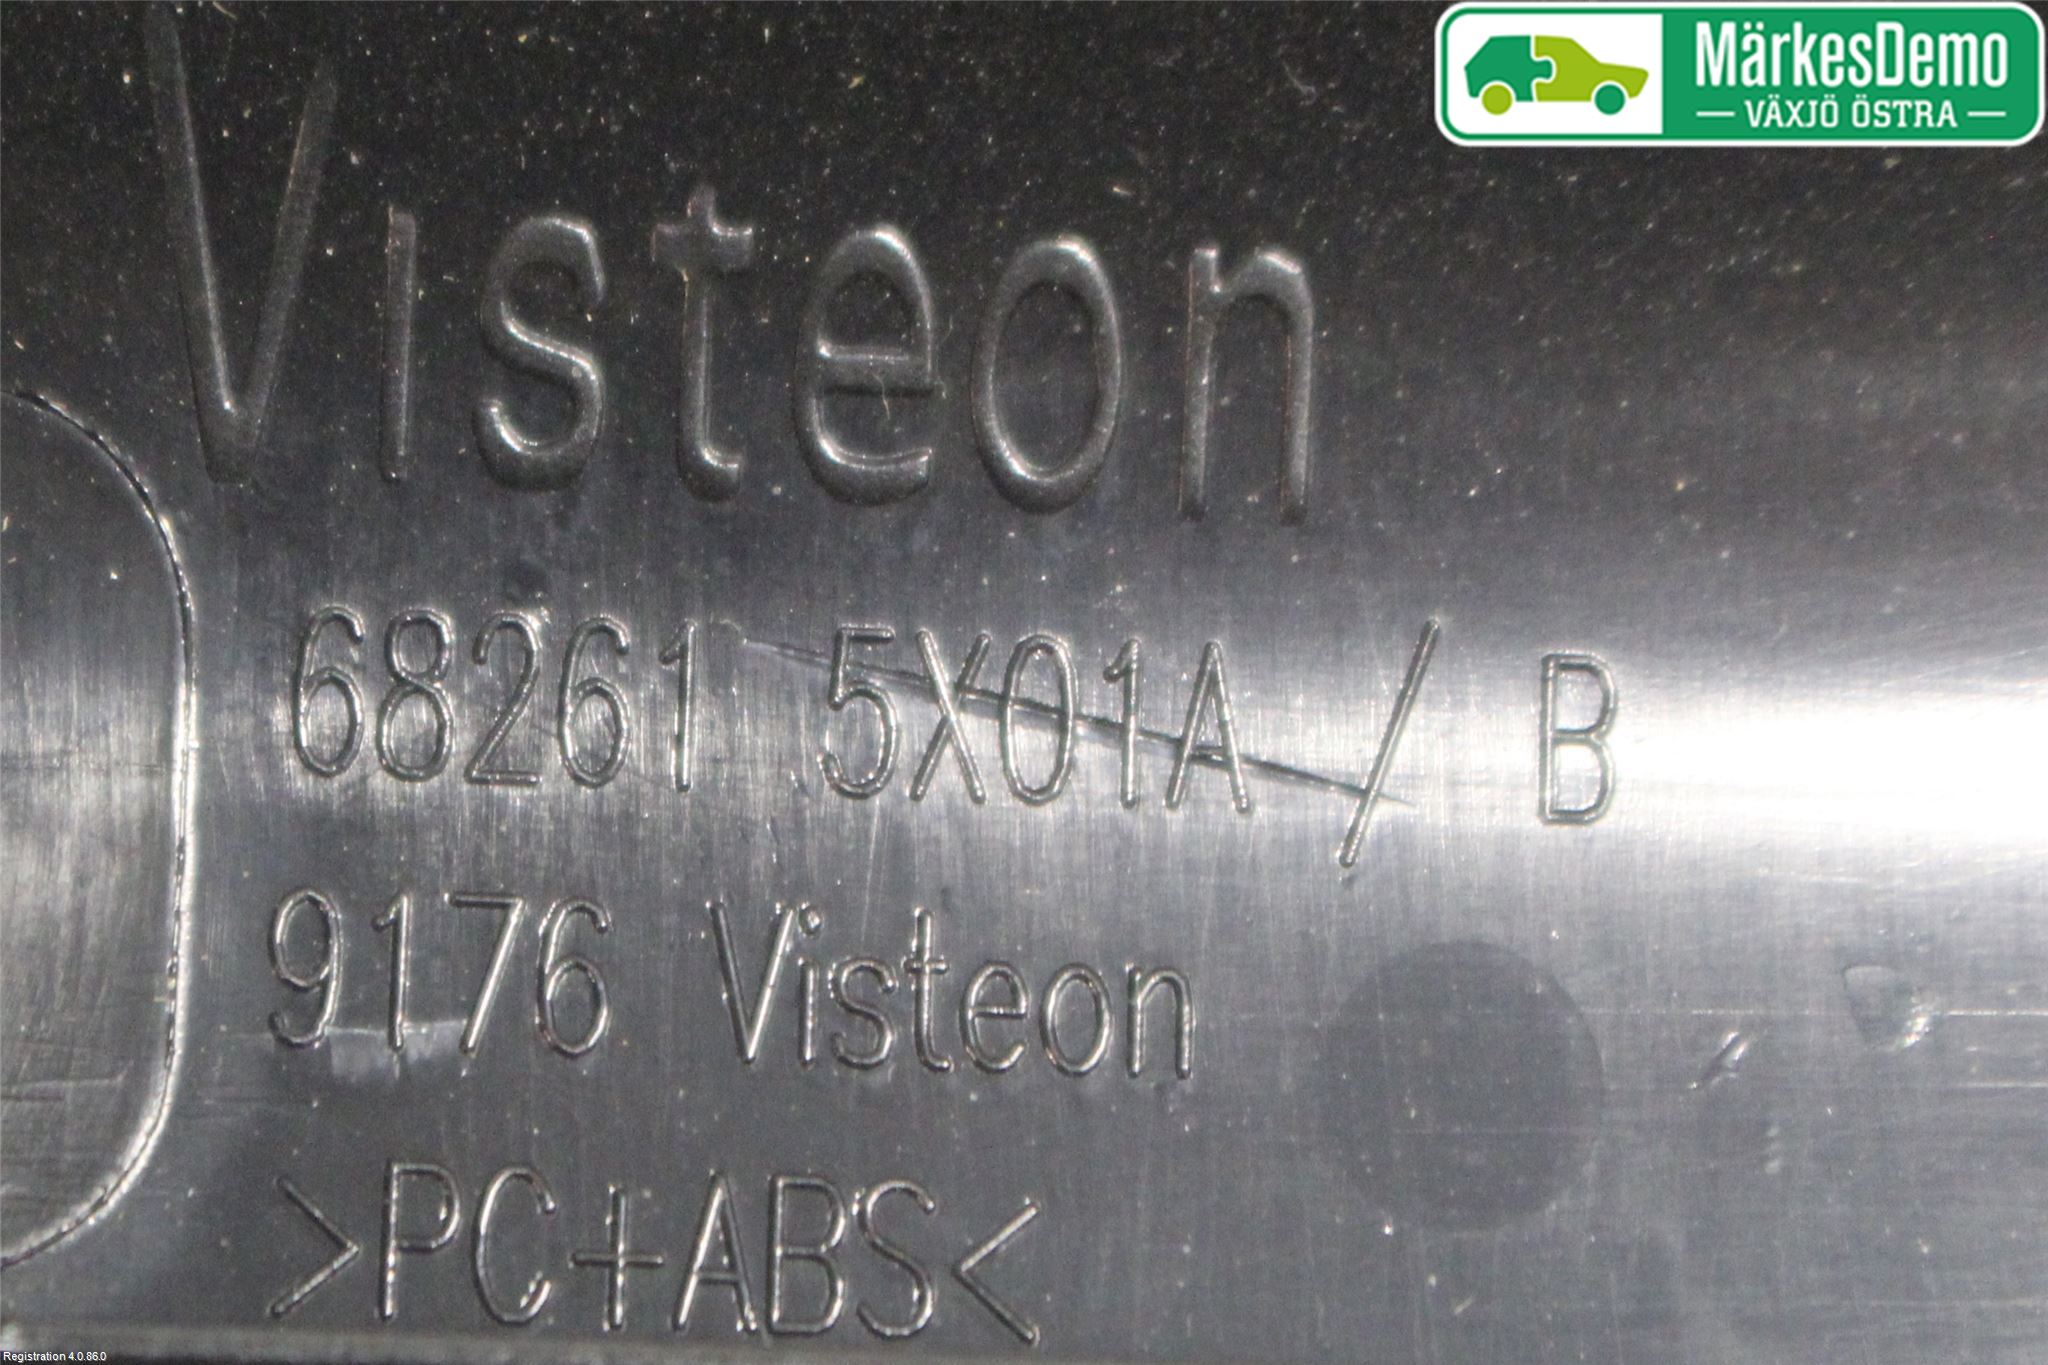 MärkesDemo
– VÄXJÖ ÖSTRA –
Visteon
68261 5X01A / B
9176 Visteon
>PC+ABS<
Registration 4.0.86.0